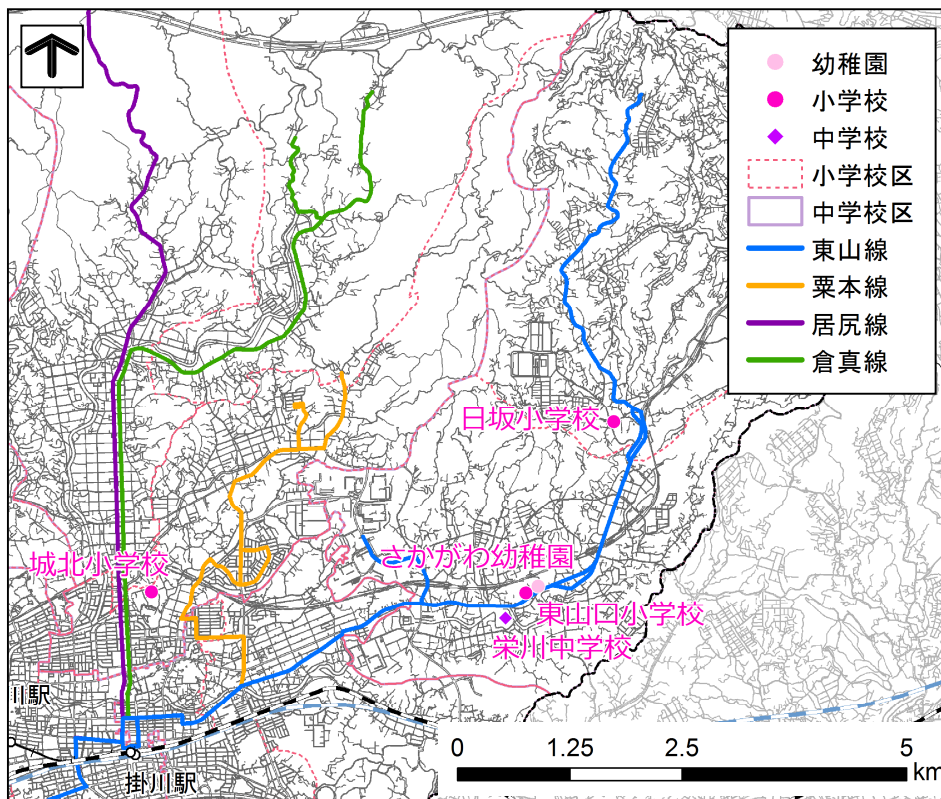 幼稚園
小学校
中学校
小学校区
中学校区
東山線
粟本線
居尻線
倉真線
日坂小学校
さかがわ幼稚園
城北小学校
東山口小学校
栄川中学校
川駅
掛川駅
0 1.25 2.5 5
km